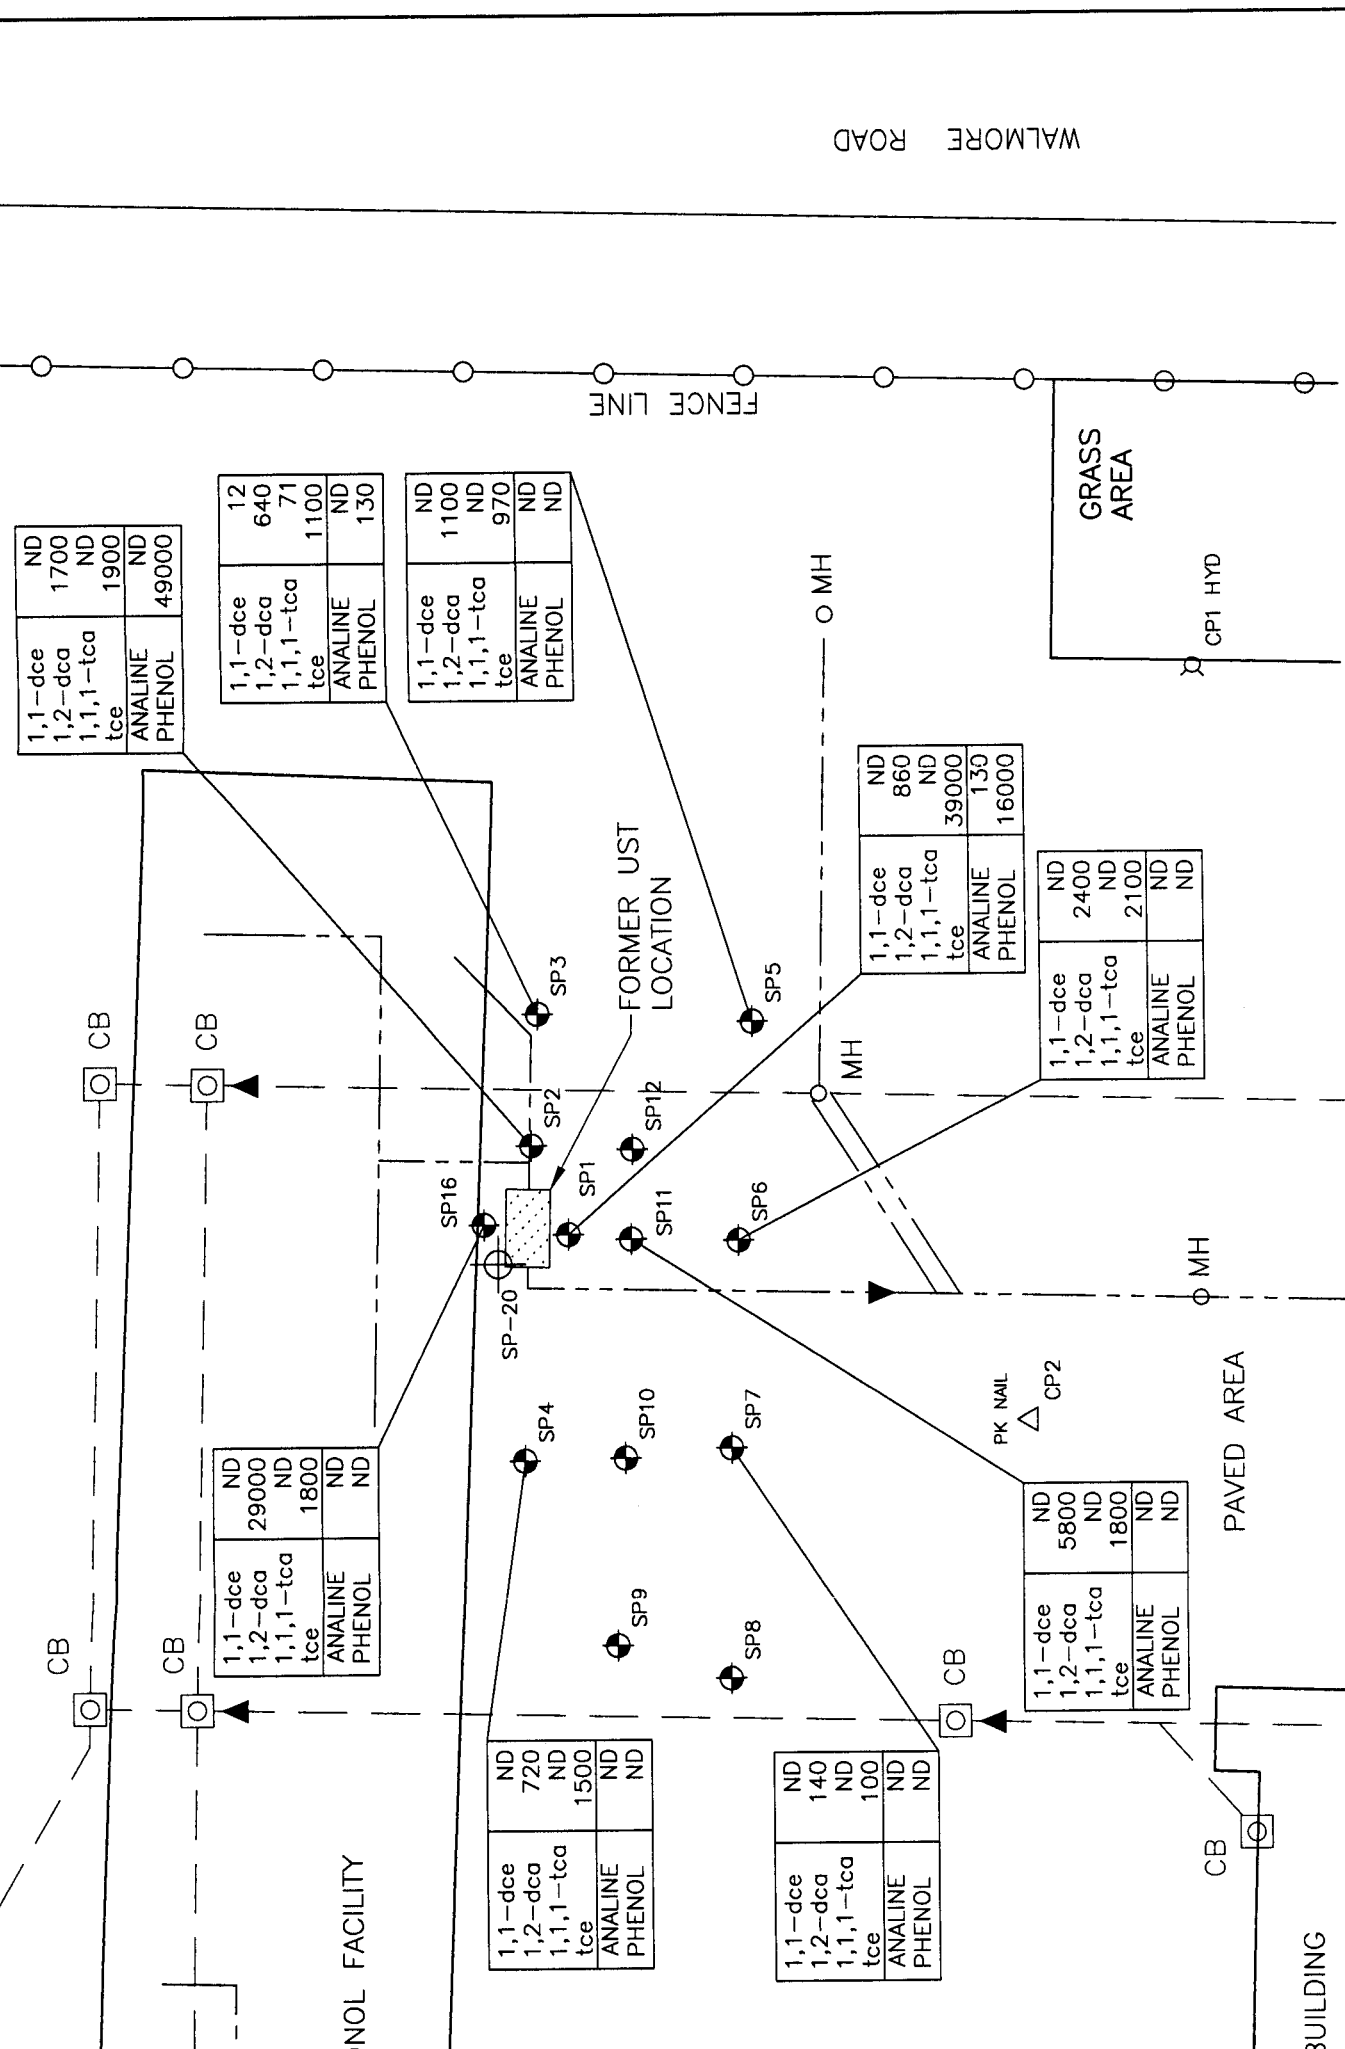 WALMORE ROAD
FENCE LINE
GRASS
AREA
CP1 HYD
MH
1,1-dce ND
1,2-dca 1700
1,1,1-tca ND
tce 1900
ANALINE ND
PHENOL 49000
1,1-dce 12
1,2-dca 640
1,1,1-tca 71
tce 1100
ANALINE ND
PHENOL 130
1,1-dce ND
1,2-dca 1100
1,1,1-tca ND
tce 970
ANALINE ND
PHENOL ND
1,1-dce ND
1,2-dca 860
1,1,1-tca ND
tce 39000
ANALINE 130
PHENOL 16000
1,1-dce ND
1,2-dca 2400
1,1,1-tca ND
tce 2100
ANALINE ND
PHENOL ND
FORMER UST
LOCATION
CB
CB
SP3
SP5
MH
SP2
SP12
SP1
SP16
SP11
SP6
SP-20
MH
SP4
SP10
SP7
PK NAIL
CP2
PAVED AREA
1,1-dce ND
1,2-dca 29000
1,1,1-tca ND
tce 1800
ANALINE ND
PHENOL ND
1,1-dce ND
1,2-dca 5800
1,1,1-tca ND
tce 1800
ANALINE ND
PHENOL ND
CB
CB
SP9
SP8
CB
1,1-dce ND
1,2-dca 720
1,1,1-tca ND
tce 1500
ANALINE ND
PHENOL ND
1,1-dce ND
1,2-dca 140
1,1,1-tca ND
tce 100
ANALINE ND
PHENOL ND
CB
ONOL FACILITY
BUILDING